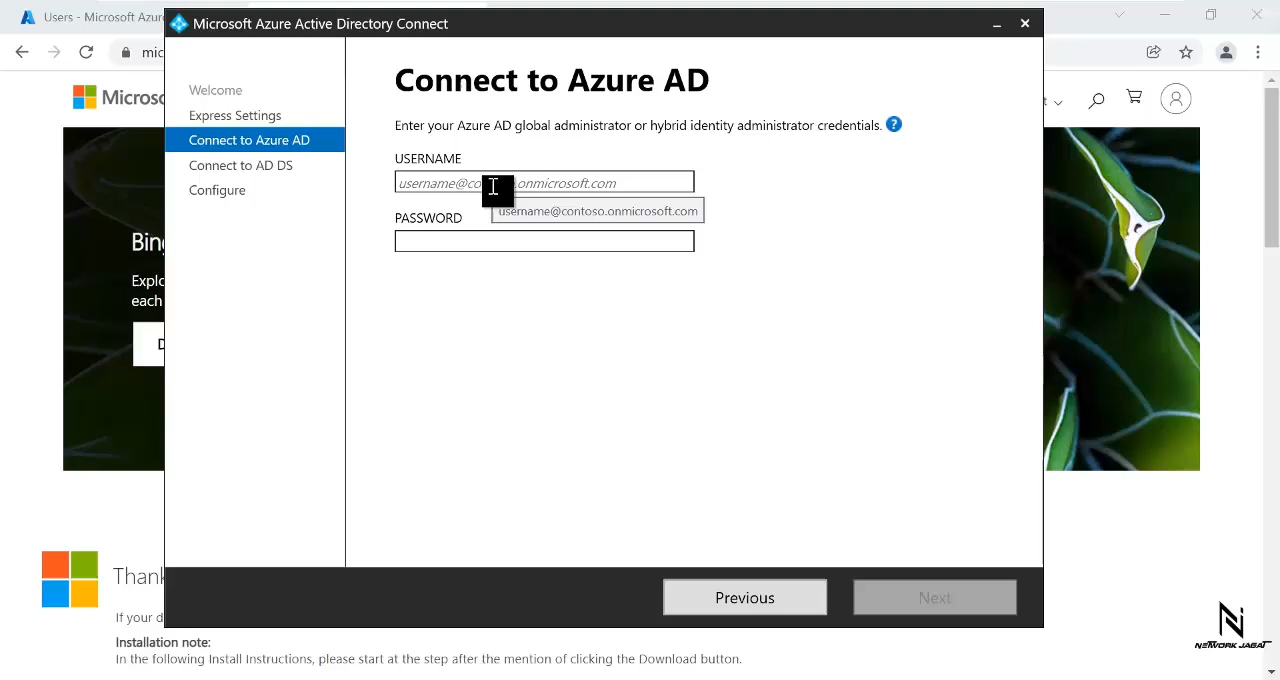 Users - Microsoft Azur
Microsoft Azure Active Directory Connect
mic
Microso
t
Welcome
Express Settings
Connect to Azure AD
Connect to AD DS
Configure
Connect to Azure AD
Enter your Azure AD global administrator or hybrid identity administrator credentials.
?
USERNAME
username@co .onmicrosoft.com
username@contoso.onmicrosoft.com
PASSWORD
Bing
Explo
each
D
Previous
Next
Thank
If your d
Installation note:
In the following Install Instructions, please start at the step after the mention of clicking the Download button.
NETWORK JAGAT